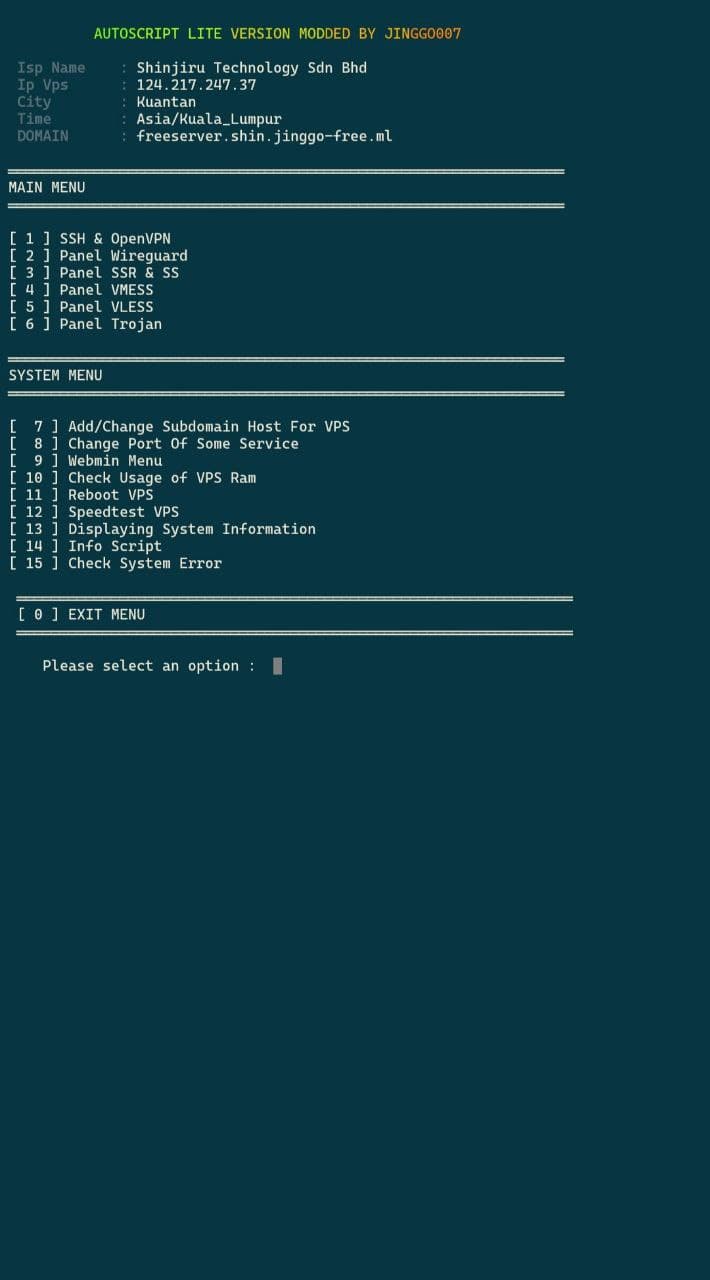 AUTOSCRIPT LITE VERSION MODDED BY JINGGO007
Isp Name : Shinjiru Technology Sdn Bhd
Ip Vps : 124.217.247.37
City : Kuantan
Time : Asia/Kuala_Lumpur
DOMAIN : freeserver.shin.jinggo-free.ml
MAIN MENU
[ 1 ] SSH & OpenVPN
[ 2 ] Panel Wireguard
[ 3 ] Panel SSR & SS
[ 4 ] Panel VMESS
[ 5 ] Panel VLESS
[ 6 ] Panel Trojan
SYSTEM MENU
[ 7 ] Add/Change Subdomain Host For VPS
[ 8 ] Change Port Of Some Service
[ 9 ] Webmin Menu
[ 10 ] Check Usage of VPS Ram
[ 11 ] Reboot VPS
[ 12 ] Speedtest VPS
[ 13 ] Displaying System Information
[ 14 ] Info Script
[ 15 ] Check System Error
[ 0 ] EXIT MENU
Please select an option :